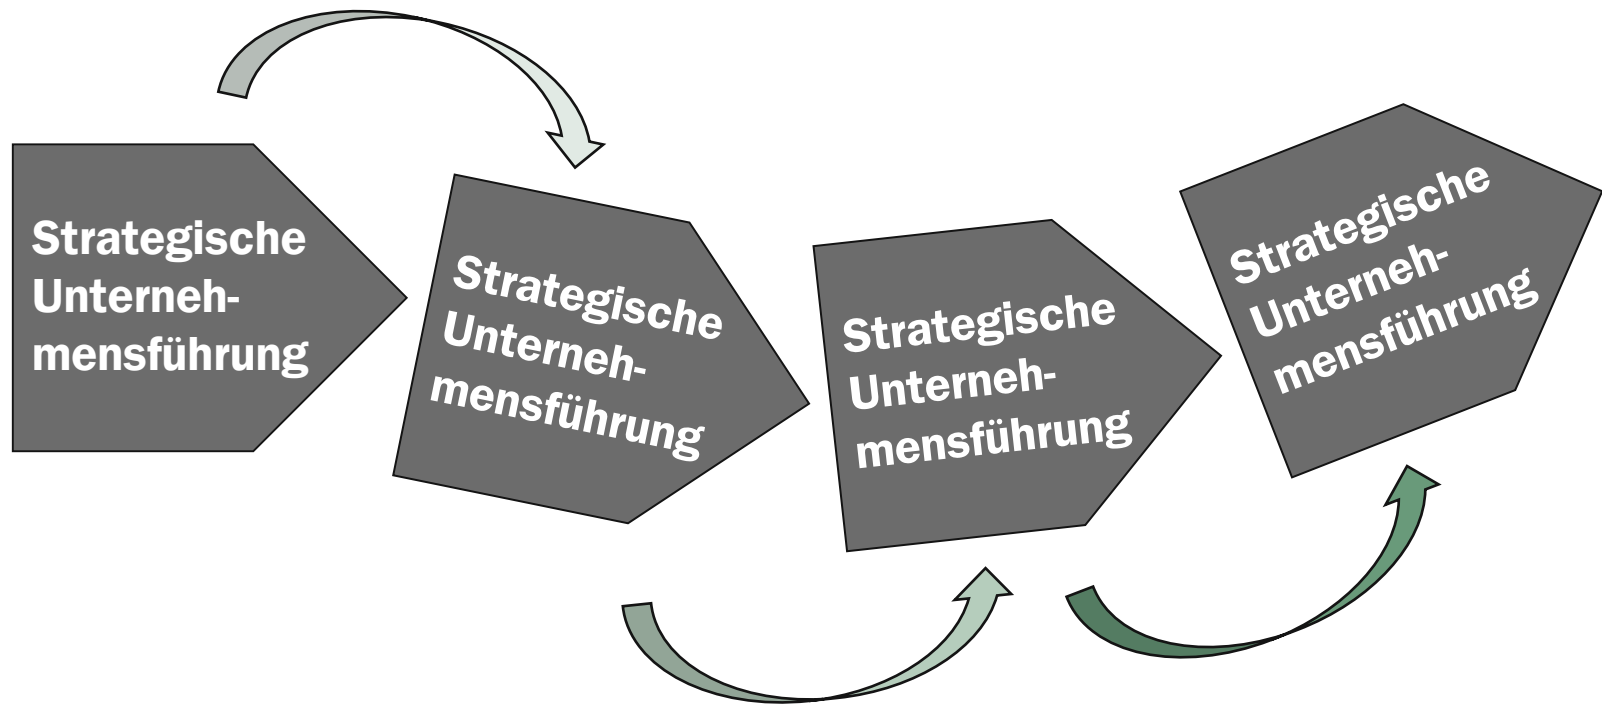 Strategische
Unterneh-
mensführung
Strategische
Unterneh-
mensführung
Strategische
Unterneh-
mensführung
Strategische
Unterneh-
mensführung